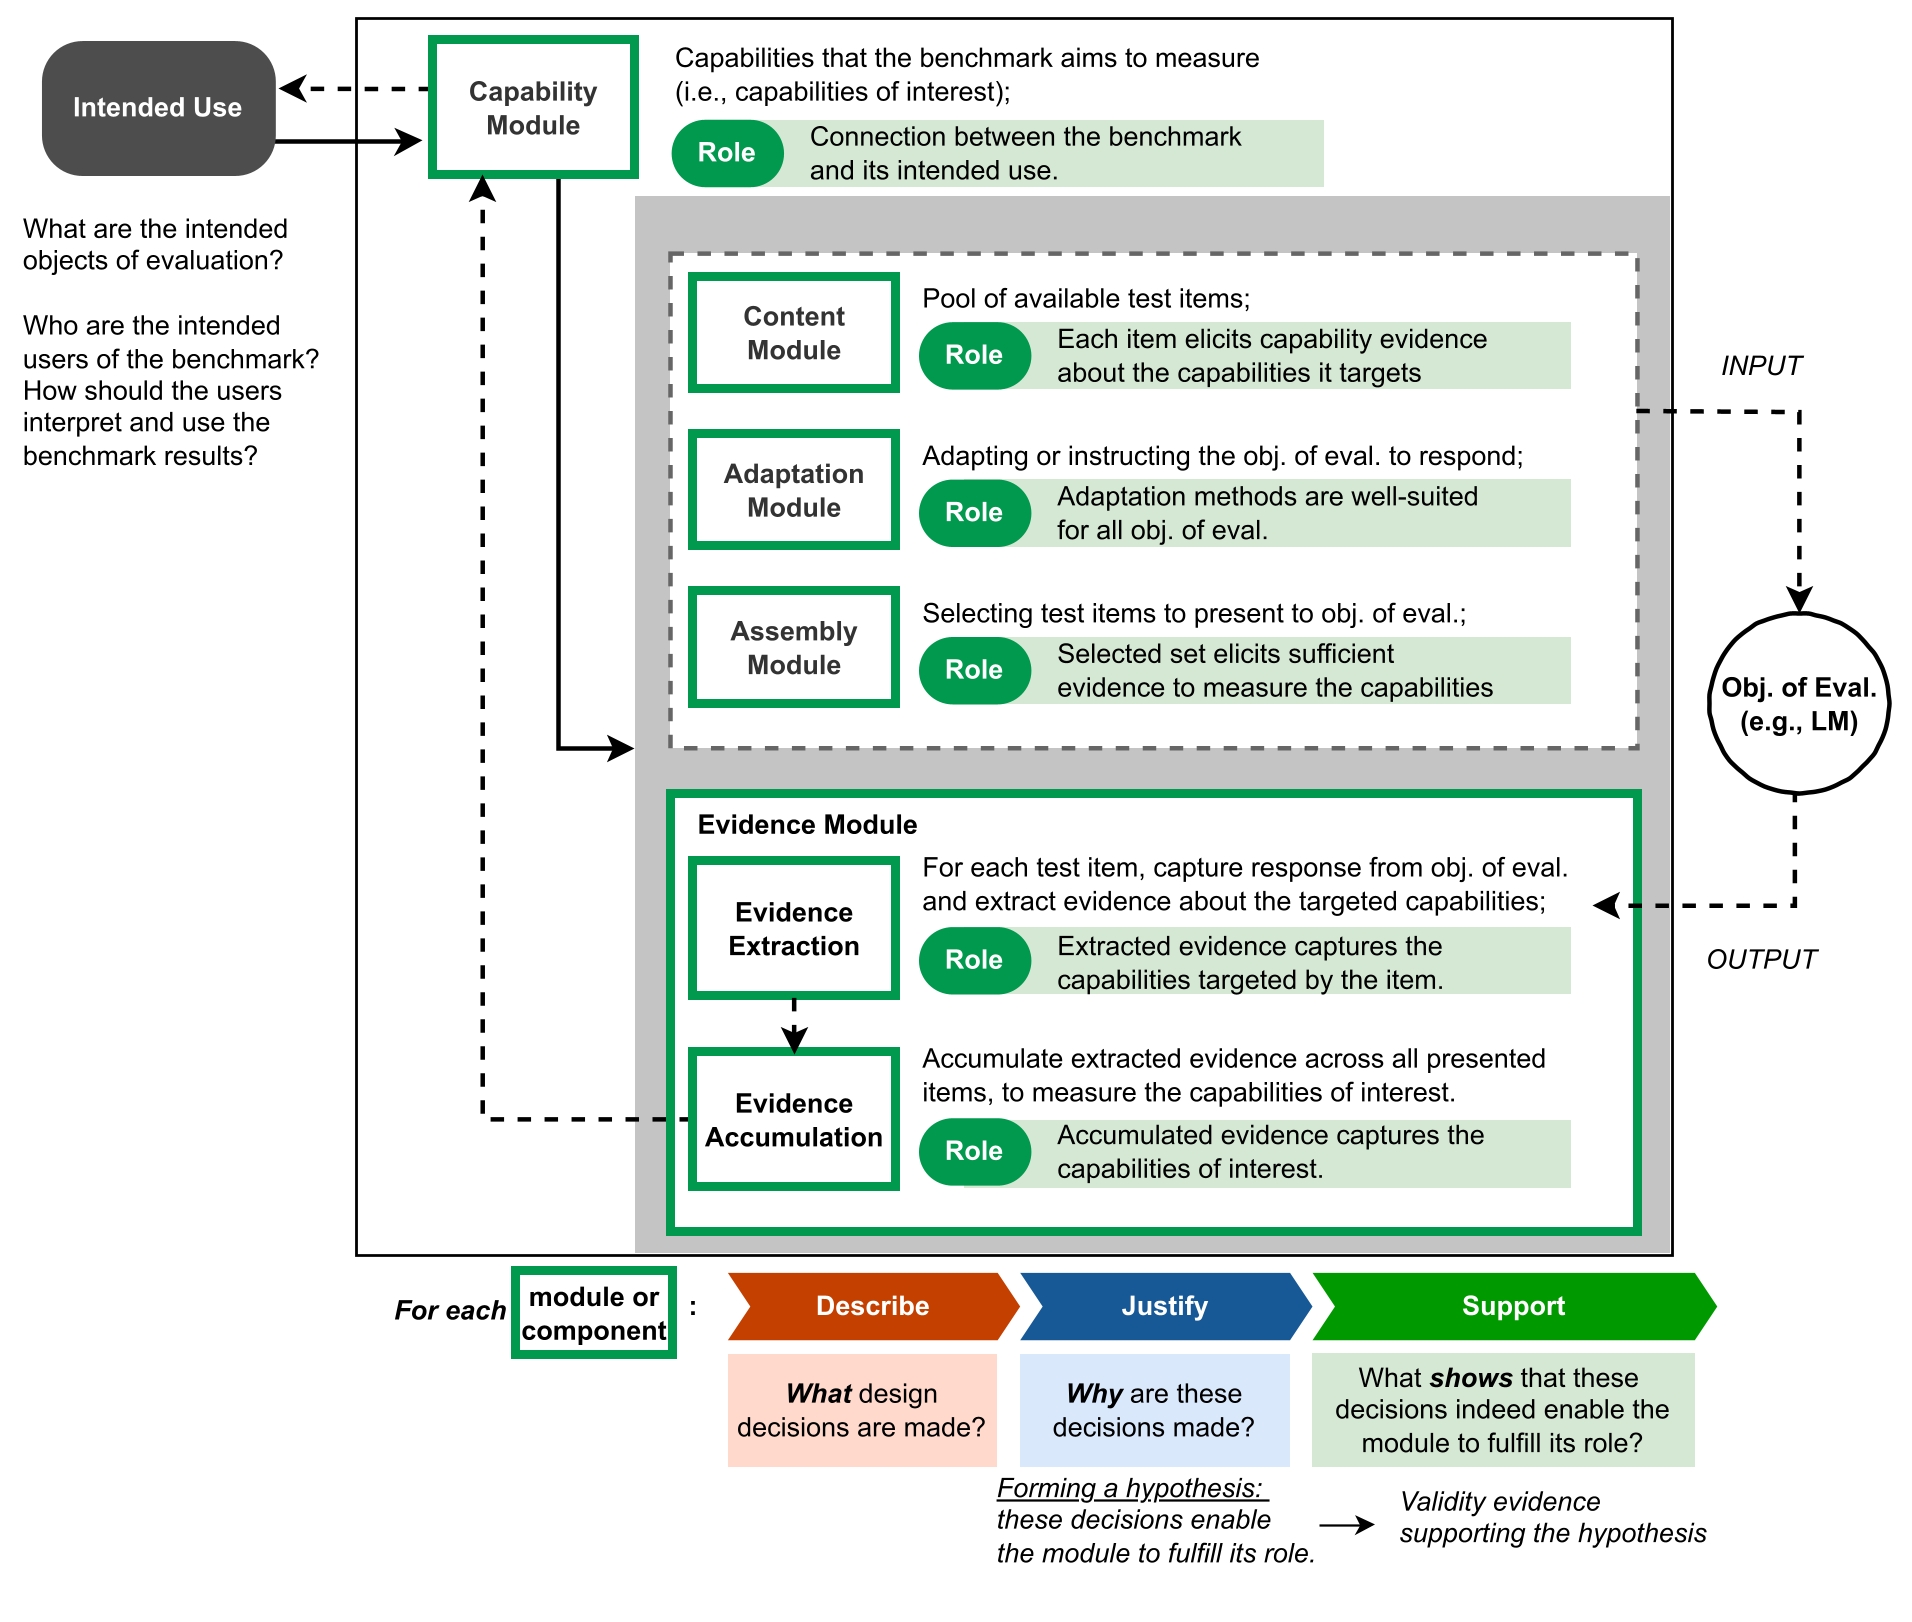 Intended Use
What are the intended
objects of evaluation?
Who are the intended
users of the benchmark?
How should the users
interpret and use the
benchmark results?
Capability
Module
Capabilities that the benchmark aims to measure
(i.e., capabilities of interest);
Role
Connection between the benchmark
and its intended use.
Content
Module
Pool of available test items;
Role
Each item elicits capability evidence
about the capabilities it targets
Adaptation
Module
Adapting or instructing the obj. of eval. to respond;
Role
Adaptation methods are well-suited
for all obj. of eval.
Assembly
Module
Selecting test items to present to obj. of eval.;
Role
Selected set elicits sufficient
evidence to measure the capabilities
INPUT
Obj. of Eval.
(e.g., LM)
OUTPUT
Evidence Module
Evidence
Extraction
For each test item, capture response from obj. of eval.
and extract evidence about the targeted capabilities;
Role
Extracted evidence captures the
capabilities targeted by the item.
Evidence
Accumulation
Accumulate extracted evidence across all presented
items, to measure the capabilities of interest.
Role
Accumulated evidence captures the
capabilities of interest.
For each
module or
component
:
Describe
Justify
Support
What design
decisions are made?
Why are these
decisions made?
What shows that these
decisions indeed enable the
module to fulfill its role?
Forming a hypothesis:
these decisions enable
the module to fulfill its role.
Validity evidence
supporting the hypothesis